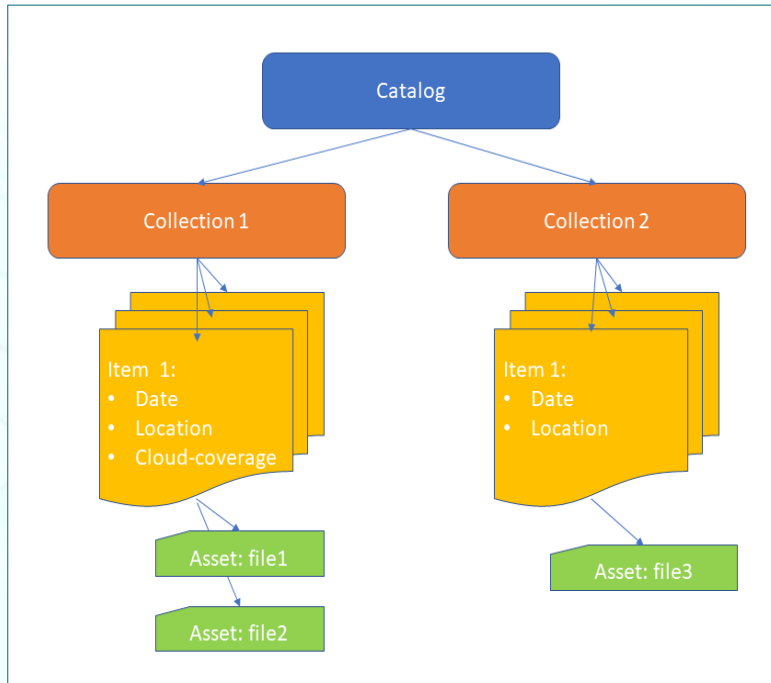 Catalog
Collection 1
Collection 2
Item 1:
• Date
• Location
• Cloud-coverage
Item 1:
• Date
• Location
Asset: file1
Asset: file2
Asset: file3